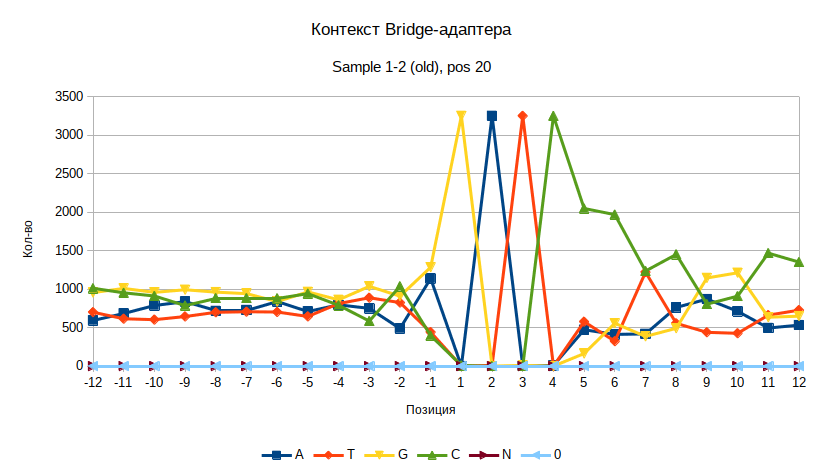 Контекст Bridge-адаптера
Sample 1-2 (old), pos 20
3500
3000
2500
2000
1500
1000
500
0
Кол-во
-12 -11 -10 -9 -8 -7 -6 -5 -4 -3 -2 -1 1 2 3 4 5 6 7 8 9 10 11 12
Позиция
A T G C N 0